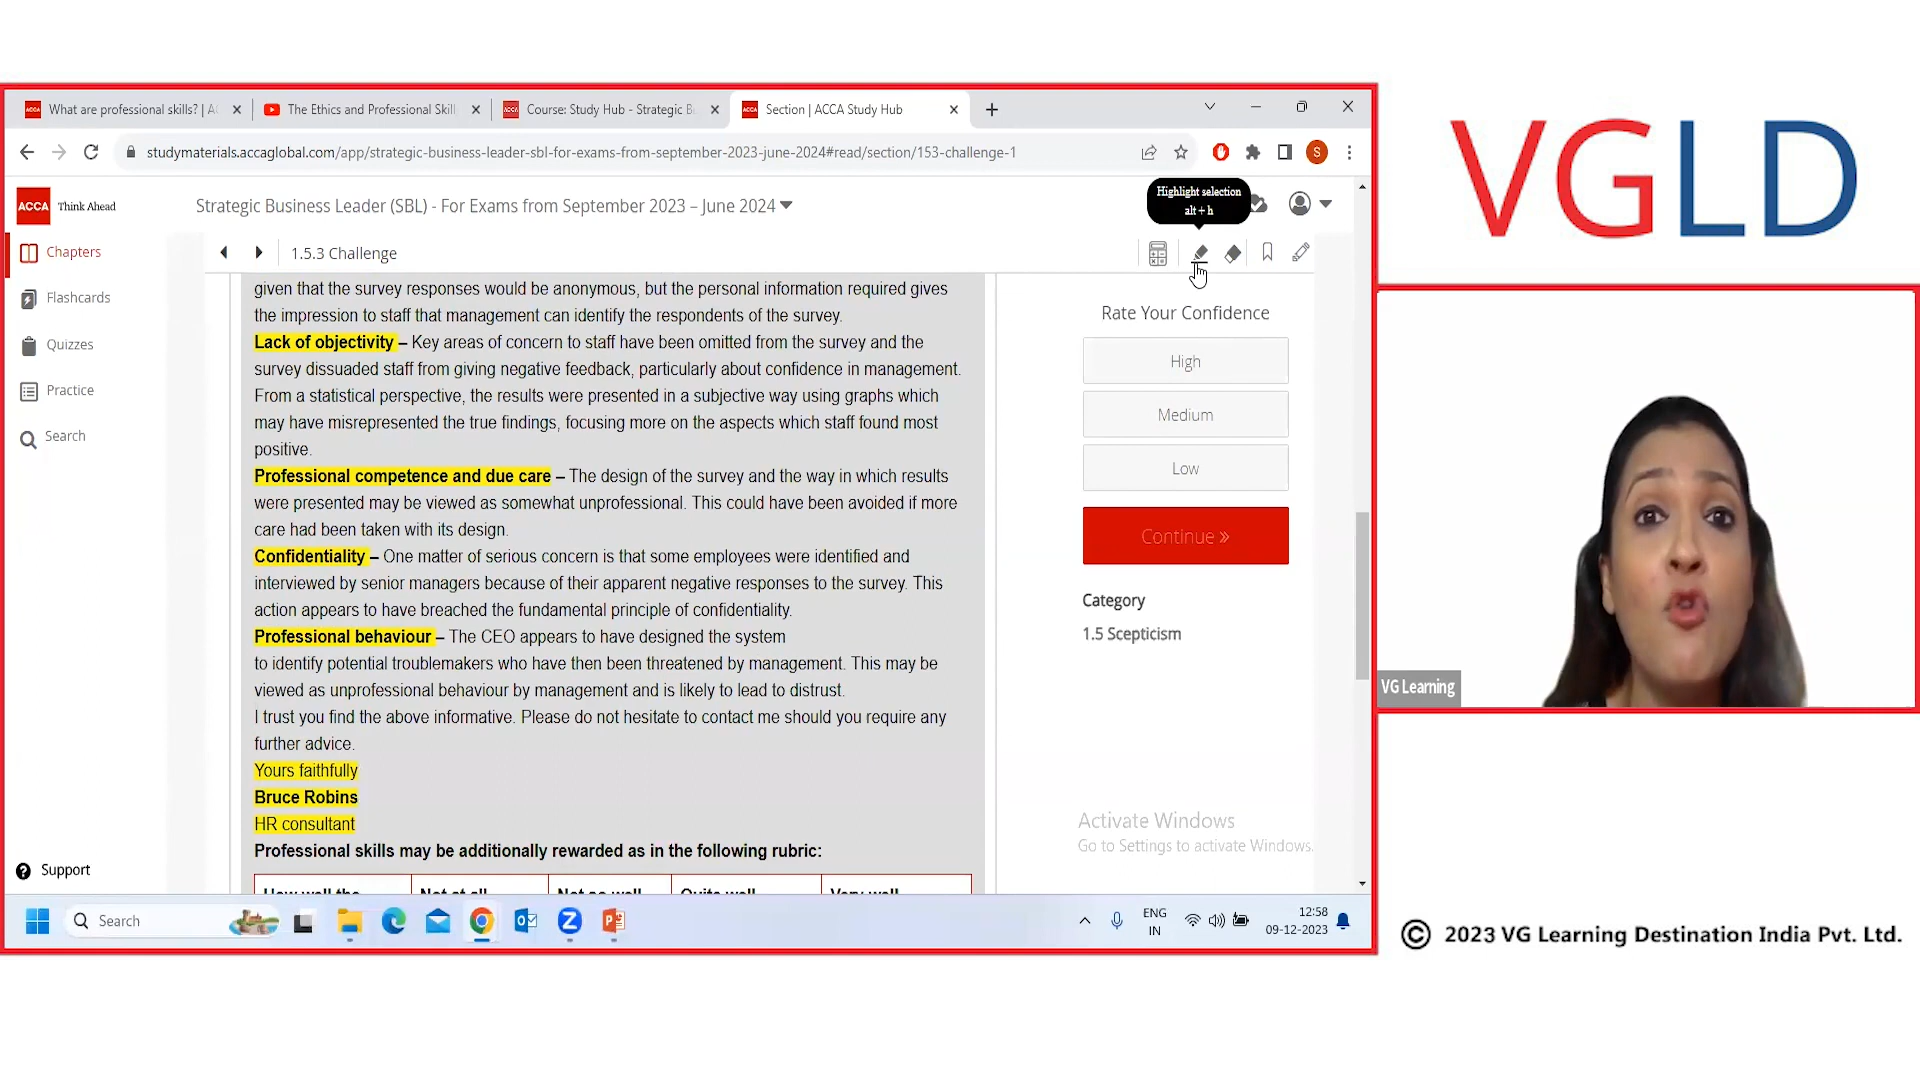 What are professional skills? | A
The Ethics and Professional Skil
Course: Study Hub - Strategic B
Section | ACCA Study Hub
studymaterials.accaglobal.com/app/strategic-business-leader-sbl-for-exams-from-september-2023-june-2024#read/section/153-challenge-1
S
Highlight selection
alt + h
ACCA Think Ahead
Strategic Business Leader (SBL) - For Exams from September 2023 – June 2024
Chapters
Flashcards
Quizzes
Practice
Search
Support
1.5.3 Challenge
given that the survey responses would be anonymous, but the personal information required gives
the impression to staff that management can identify the respondents of the survey.
Lack of objectivity – Key areas of concern to staff have been omitted from the survey and the
survey dissuaded staff from giving negative feedback, particularly about confidence in management.
From a statistical perspective, the results were presented in a subjective way using graphs which
may have misrepresented the true findings, focusing more on the aspects which staff found most
positive.
Professional competence and due care – The design of the survey and the way in which results
were presented may be viewed as somewhat unprofessional. This could have been avoided if more
care had been taken with its design.
Confidentiality – One matter of serious concern is that some employees were identified and
interviewed by senior managers because of their apparent negative responses to the survey. This
action appears to have breached the fundamental principle of confidentiality.
Professional behaviour – The CEO appears to have designed the system
to identify potential troublemakers who have then been threatened by management. This may be
viewed as unprofessional behaviour by management and is likely to lead to distrust.
I trust you find the above informative. Please do not hesitate to contact me should you require any
further advice.
Yours faithfully
Bruce Robins
HR consultant
Professional skills may be additionally rewarded as in the following rubric:
How well the Not at all Not so well Quite well Very well
Rate Your Confidence
High
Medium
Low
Continue »
Category
1.5 Scepticism
Activate Windows
Go to Settings to activate Windows.
Search
ENG
IN
12:58
09-12-2023
VGLD
VG Learning
© 2023 VG Learning Destination India Pvt. Ltd.